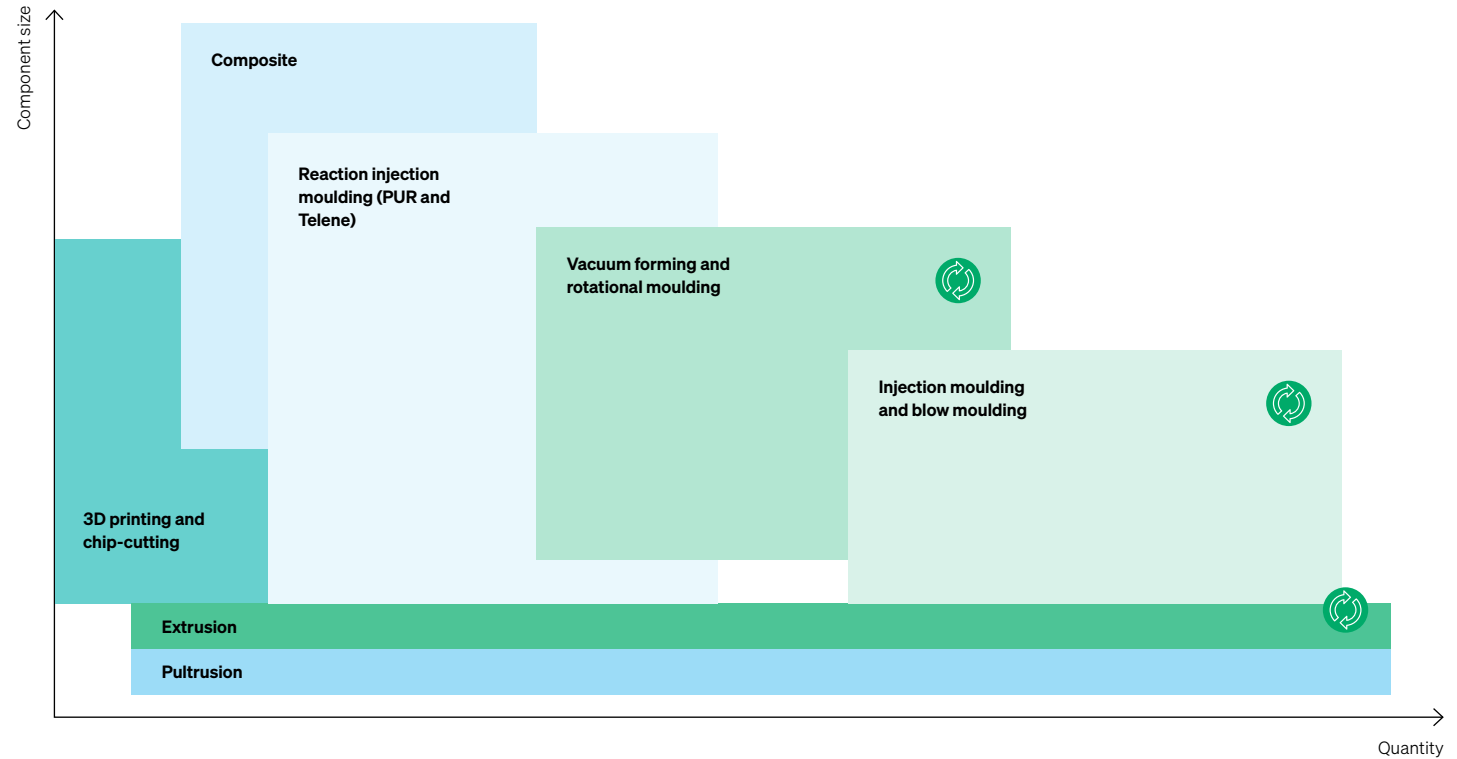 Component size
Composite
Reaction injection
moulding (PUR and
Telene)
Vacuum forming and
rotational moulding
Injection moulding
and blow moulding
3D printing and
chip-cutting
Extrusion
Pultrusion
Quantity